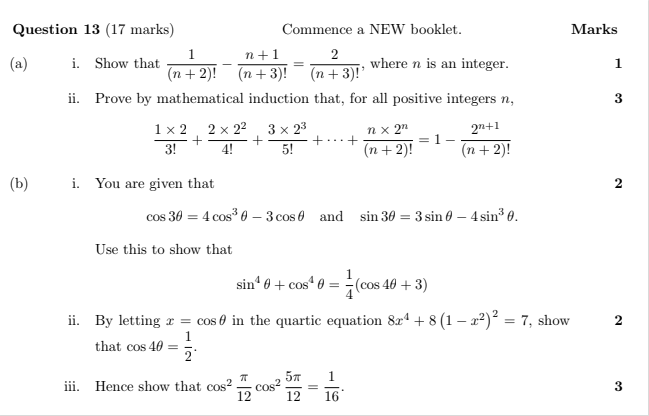 Question 13 (17 marks) Commence a NEW booklet. Marks
(a) i. Show that $\frac{1}{(n+2)!} - \frac{n+1}{(n+3)!} = \frac{2}{(n+3)!}$, where $n$ is an integer. 1
ii. Prove by mathematical induction that, for all positive integers $n$, 3
$\frac{1 \times 2}{3!} + \frac{2 \times 2^2}{4!} + \frac{3 \times 2^3}{5!} + \cdots + \frac{n \times 2^n}{(n+2)!} = 1 - \frac{2^{n+1}}{(n+2)!}$
(b) i. You are given that 2
$\cos 3\theta = 4\cos^3\theta - 3\cos\theta$ and $\sin 3\theta = 3\sin\theta - 4\sin^3\theta$.
Use this to show that
$\sin^4\theta + \cos^4\theta = \frac{1}{4}(\cos 4\theta + 3)$
ii. By letting $x = \cos\theta$ in the quartic equation $8x^4 + 8(1 - x^2)^2 = 7$, show 2
that $\cos 4\theta = \frac{1}{2}$.
iii. Hence show that $\cos^2\frac{\pi}{12}\cos^2\frac{5\pi}{12} = \frac{1}{16}$. 3